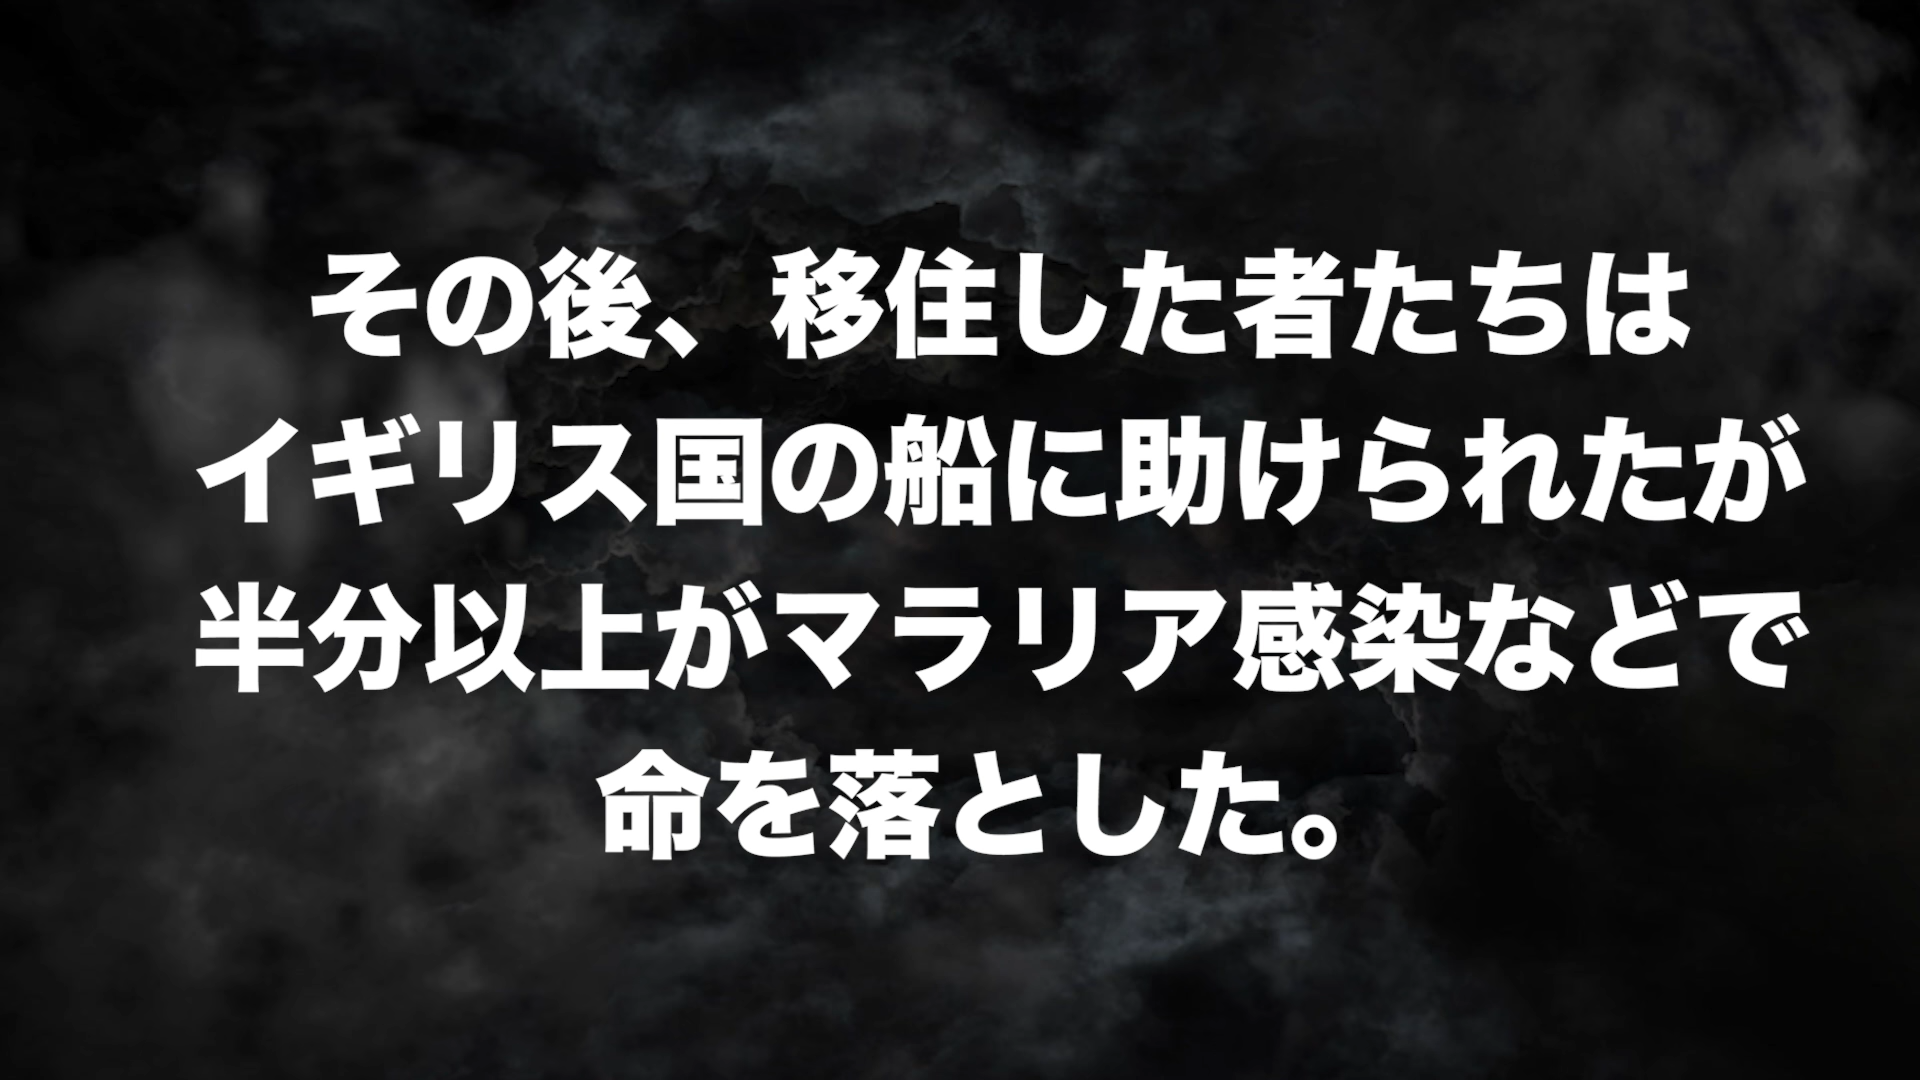 その後、移住した者たちは
イギリス国の船に助けられたが
半分以上がマラリア感染などで
命を落とした。